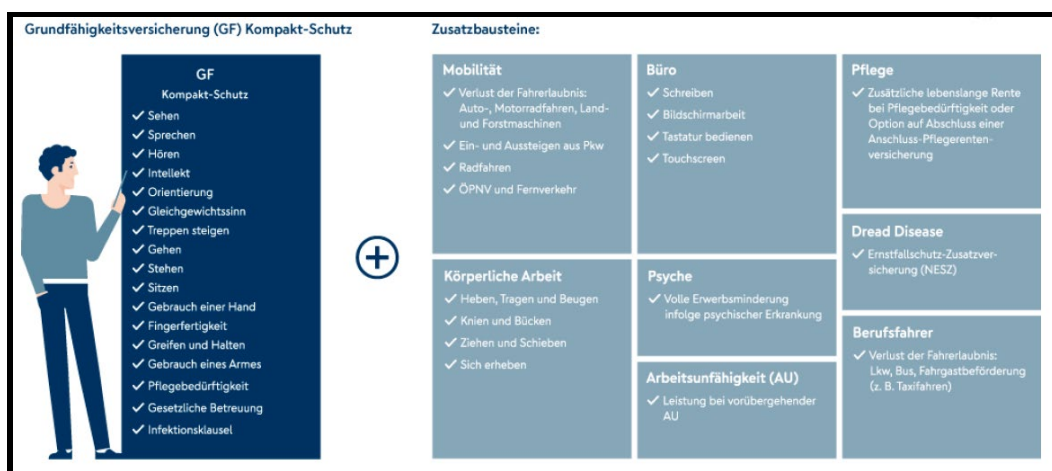 Grundfähigkeitsversicherung (GF) Kompakt-Schutz
GF
Kompakt-Schutz
✓ Sehen
✓ Sprechen
✓ Hören
✓ Intellekt
✓ Orientierung
✓ Gleichgewichtssinn
✓ Treppen steigen
✓ Gehen
✓ Stehen
✓ Sitzen
✓ Gebrauch einer Hand
✓ Fingerfertigkeit
✓ Greifen und Halten
✓ Gebrauch eines Armes
✓ Pflegebedürftigkeit
✓ Gesetzliche Betreuung
✓ Infektionsklausel
Zusatzbausteine:
Mobilität
✓ Verlust der Fahrerlaubnis:
Auto-, Motorradfahren, Land-
und Forstmaschinen
✓ Ein- und Aussteigen aus Pkw
✓ Radfahren
✓ ÖPNV und Fernverkehr
Büro
✓ Schreiben
✓ Bildschirmarbeit
✓ Tastatur bedienen
✓ Touchscreen
Pflege
✓ Zusätzliche lebenslange Rente
bei Pflegebedürftigkeit oder
Option auf Abschluss einer
Anschluss-Pflegerenten-
versicherung
Körperliche Arbeit
✓ Heben, Tragen und Beugen
✓ Knien und Bücken
✓ Ziehen und Schieben
✓ Sich erheben
Psyche
✓ Volle Erwerbsminderung
infolge psychischer Erkrankung
Arbeitsunfähigkeit (AU)
✓ Leistung bei vorübergehender
AU
Dread Disease
✓ Ernstfallschutz-Zusatzver-
sicherung (NESZ)
Berufsfahrer
✓ Verlust der Fahrerlaubnis:
Lkw, Bus, Fahrgastbeförderung
(z. B. Taxifahren)